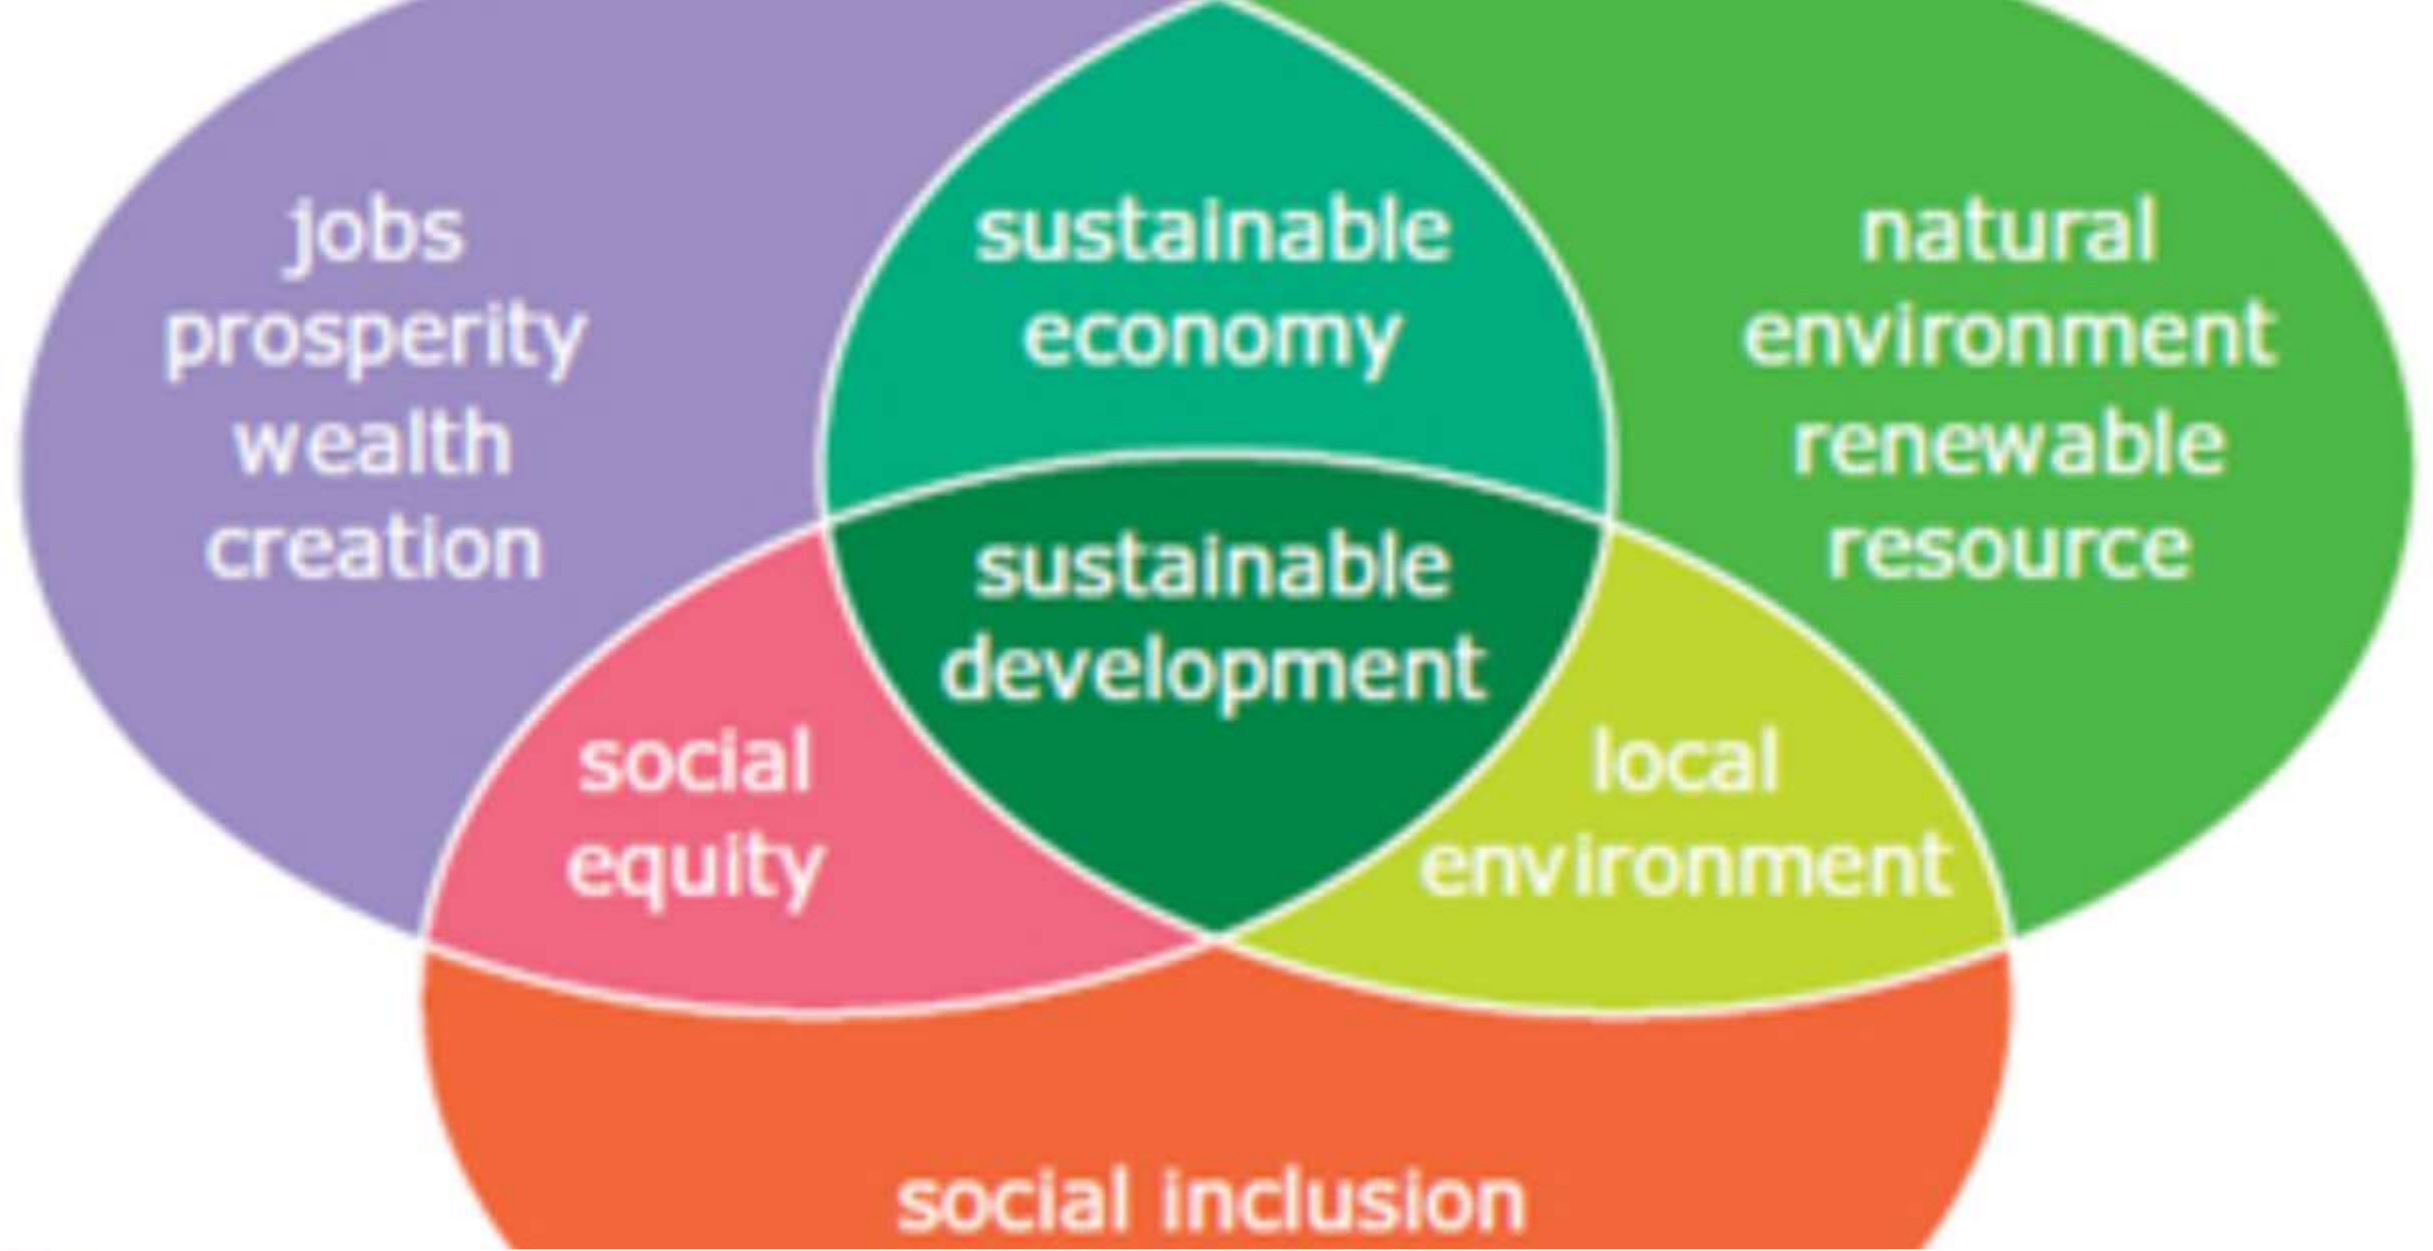 jobs
prosperity
wealth
creation
sustainable
economy
natural
environment
renewable
resource
sustainable
development
social
equity
local
environment
social inclusion